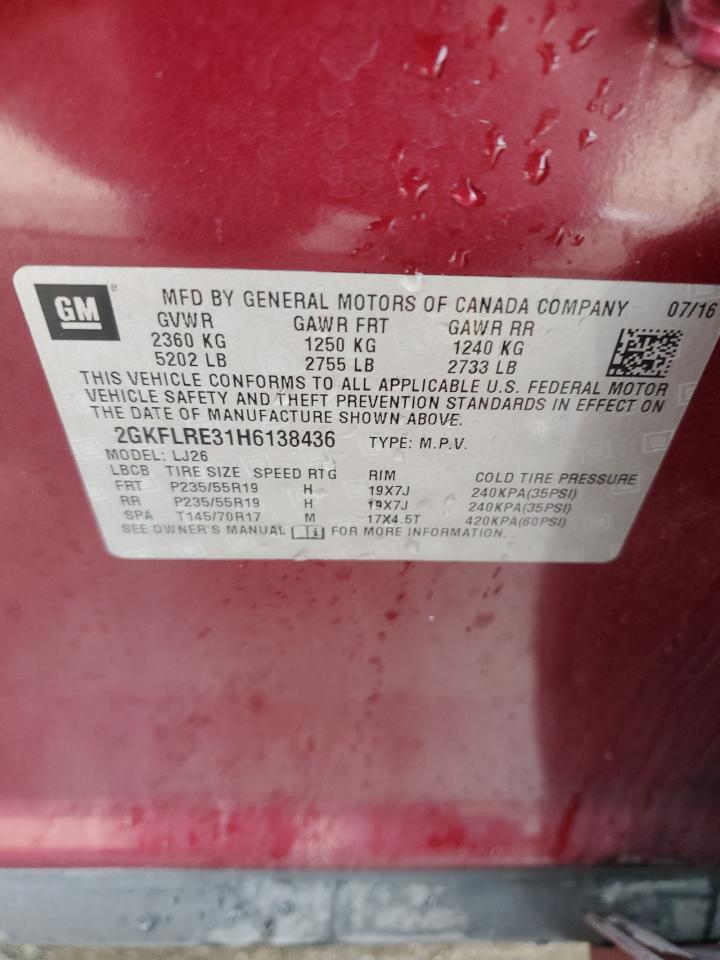 GM MFD BY GENERAL MOTORS OF CANADA COMPANY 07/16
GVWR GAWR FRT GAWR RR
2360 KG 1250 KG 1240 KG
5202 LB 2755 LB 2733 LB
THIS VEHICLE CONFORMS TO ALL APPLICABLE U.S. FEDERAL MOTOR
VEHICLE SAFETY AND THEFT PREVENTION STANDARDS IN EFFECT ON
THE DATE OF MANUFACTURE SHOWN ABOVE.
2GKFLRE31H6138436 TYPE: M.P.V.
MODEL: LJ26
LBCB TIRE SIZE SPEED RTG RIM COLD TIRE PRESSURE
FRT P235/55R19 H 19X7J 240KPA(35PSI)
RR P235/55R19 H 19X7J 240KPA(35PSI)
SPA T145/70R17 M 17X4.5T 420KPA(60PSI)
SEE OWNER'S MANUAL FOR MORE INFORMATION.